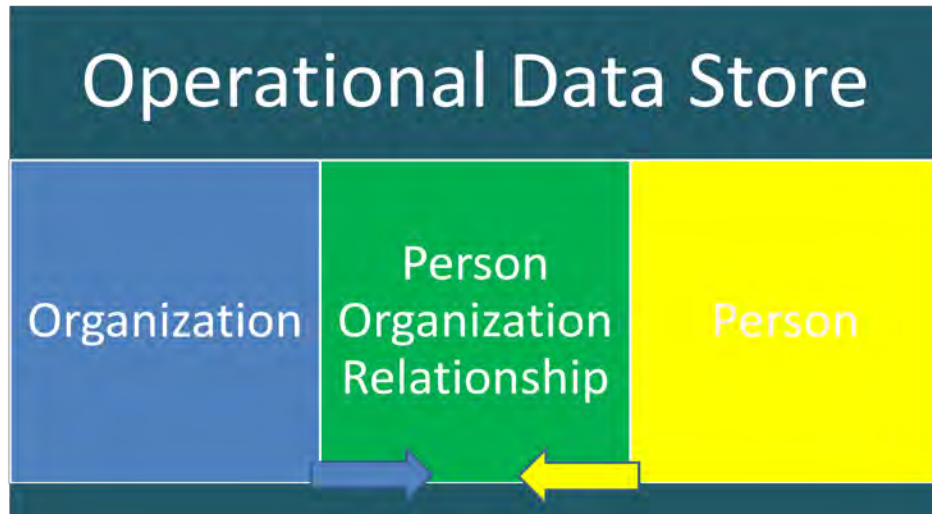 Operational Data Store
Organization
Person
Organization
Relationship
Person